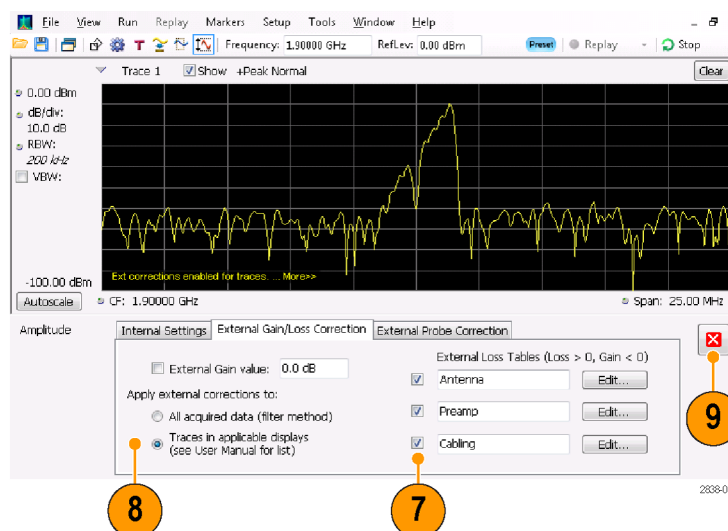 File View Run Replay Markers Setup Tools Window Help
T Frequency: 1.90000 GHz RefLev: 0.00 dBm Preset Replay Stop
Trace 1 Show +Peak Normal Clear
0.00 dBm
dB/div:
10.0 dB
RBW:
200 kHz
VBW:
-100.00 dBm
Ext corrections enabled for traces. ... More>>
Autoscale CF: 1.90000 GHz Span: 25.00 MHz
Amplitude
Internal Settings External Gain/Loss Correction External Probe Correction
External Gain value: 0.0 dB
Apply external corrections to:
All acquired data (filter method)
Traces in applicable displays
(see User Manual for list)
External Loss Tables (Loss > 0, Gain < 0)
Antenna Edit...
Preamp Edit...
Cabling Edit...
9
8
7
2838-0